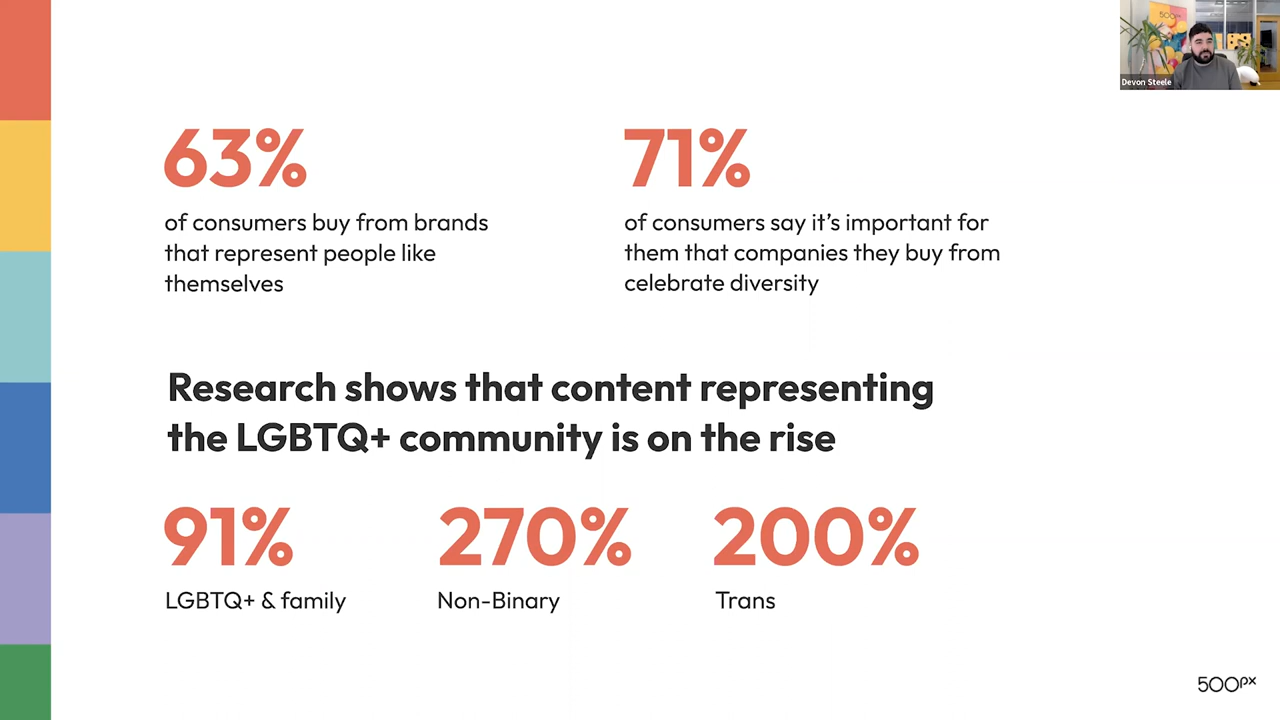 500px
Devon Steele
63%
of consumers buy from brands
that represent people like
themselves
71%
of consumers say it's important for
them that companies they buy from
celebrate diversity
Research shows that content representing
the LGBTQ+ community is on the rise
91%
LGBTQ+ & family
270%
Non-Binary
200%
Trans
500px